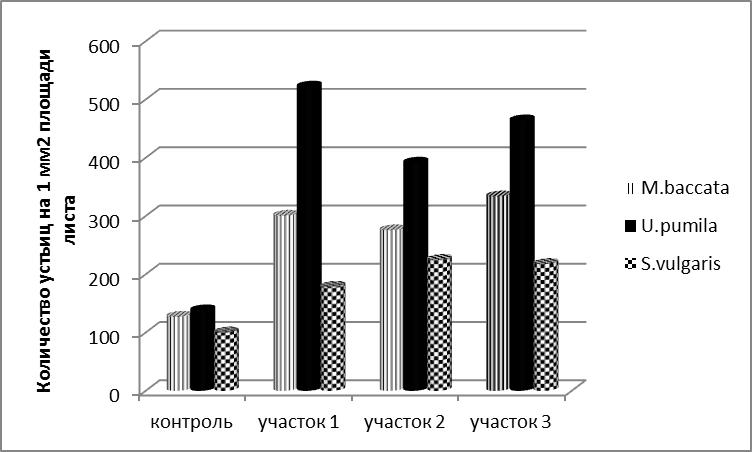 Количество устьиц на 1 мм2 площади
листа
600
500
400
300
200
100
0
контроль
участок 1
участок 2
участок 3
M.baccata
U.pumila
S.vulgaris